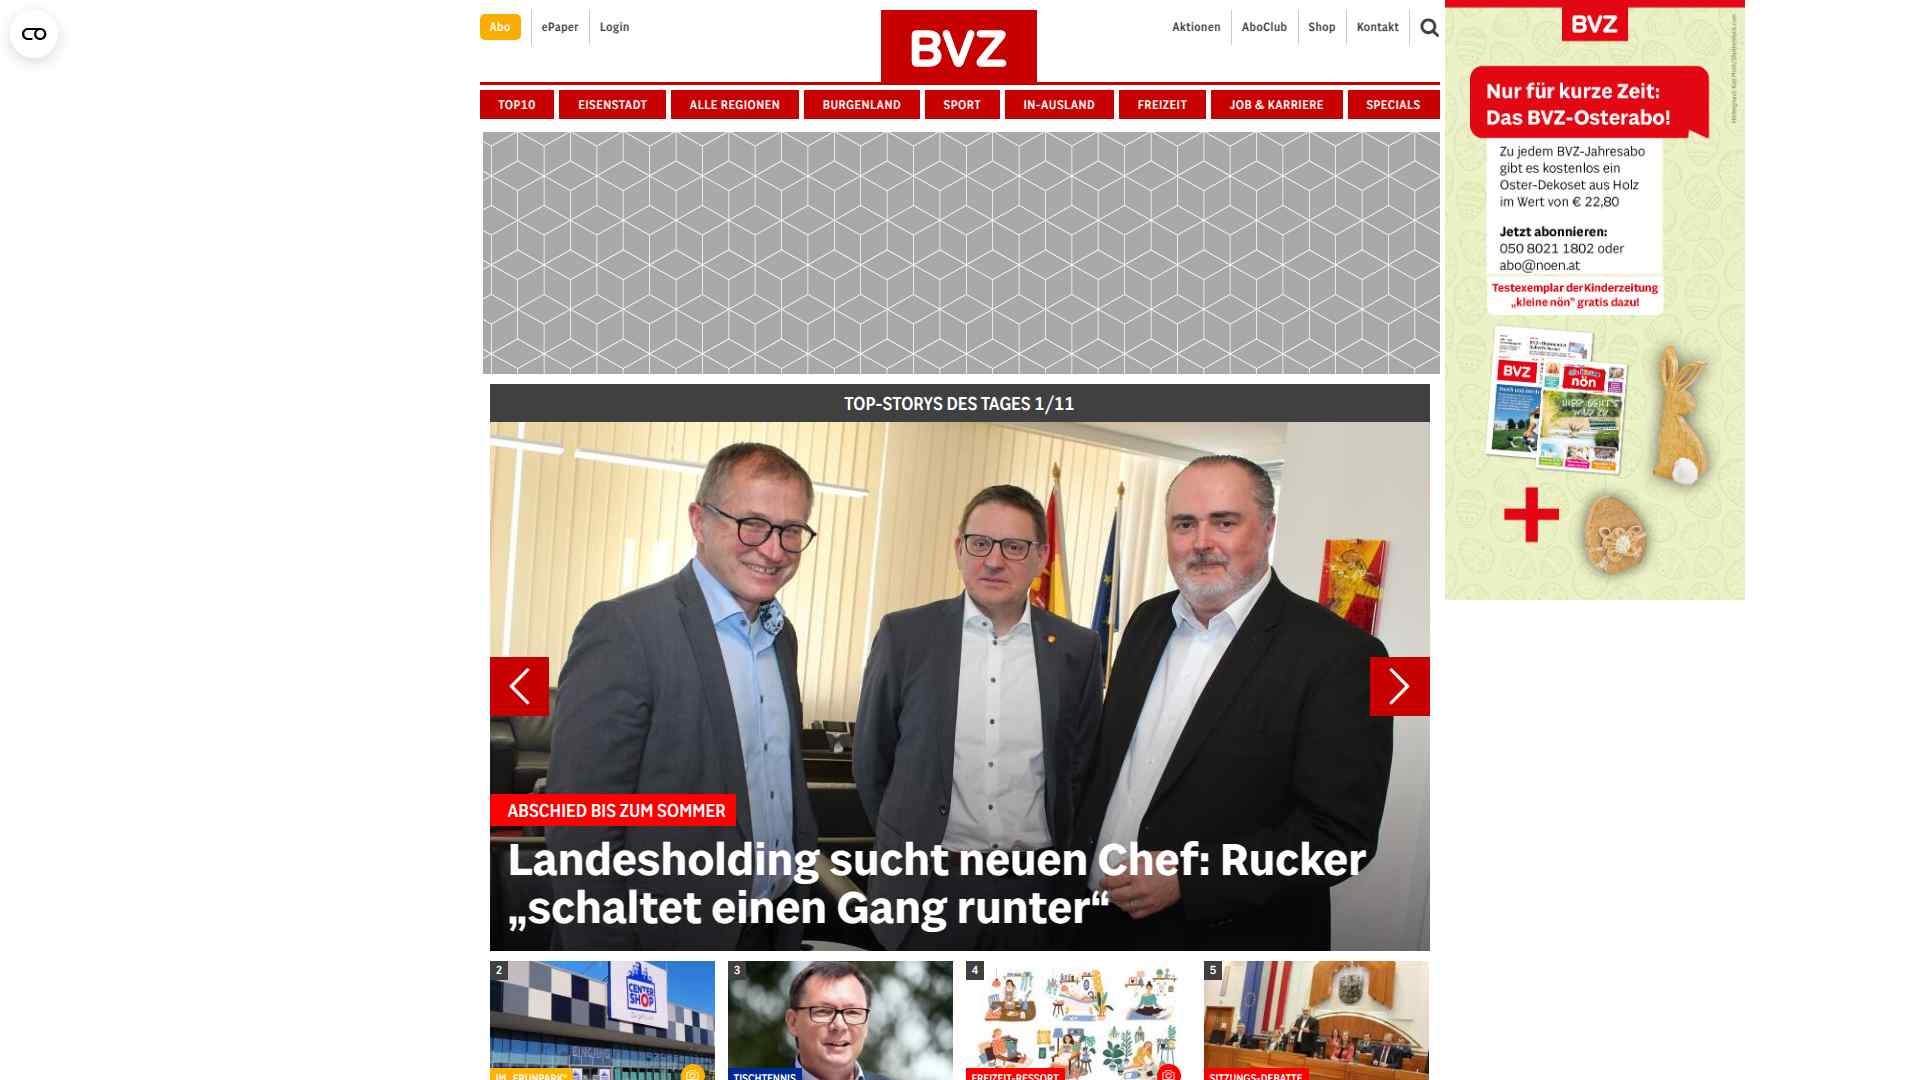 Abo
ePaper
Login
BVZ
Aktionen
AboClub
Shop
Kontakt
TOP10
EISENSTADT
ALLE REGIONEN
BURGENLAND
SPORT
IN-AUSLAND
FREIZEIT
JOB & KARRIERE
SPECIALS
BVZ
Nur für kurze Zeit:
Das BVZ-Osterabo!
Zu jedem BVZ-Jahresabo
gibt es kostenlos ein
Oster-Dekoset aus Holz
im Wert von € 22,80
Jetzt abonnieren:
050 8021 1802 oder
abo@noen.at
Testexemplar der Kinderzeitung
„kleine nön“ gratis dazu!
BVZ
nön
TOP-STORYS DES TAGES 1/11
ABSCHIED BIS ZUM SOMMER
Landesholding sucht neuen Chef: Rucker
„schaltet einen Gang runter“
2
CENTER
SHOP
IM „FRUNPARK“
3
TISCHTENNIS
4
FREIZEIT-RESSORT
5
SITZUNGS-DEBATTE